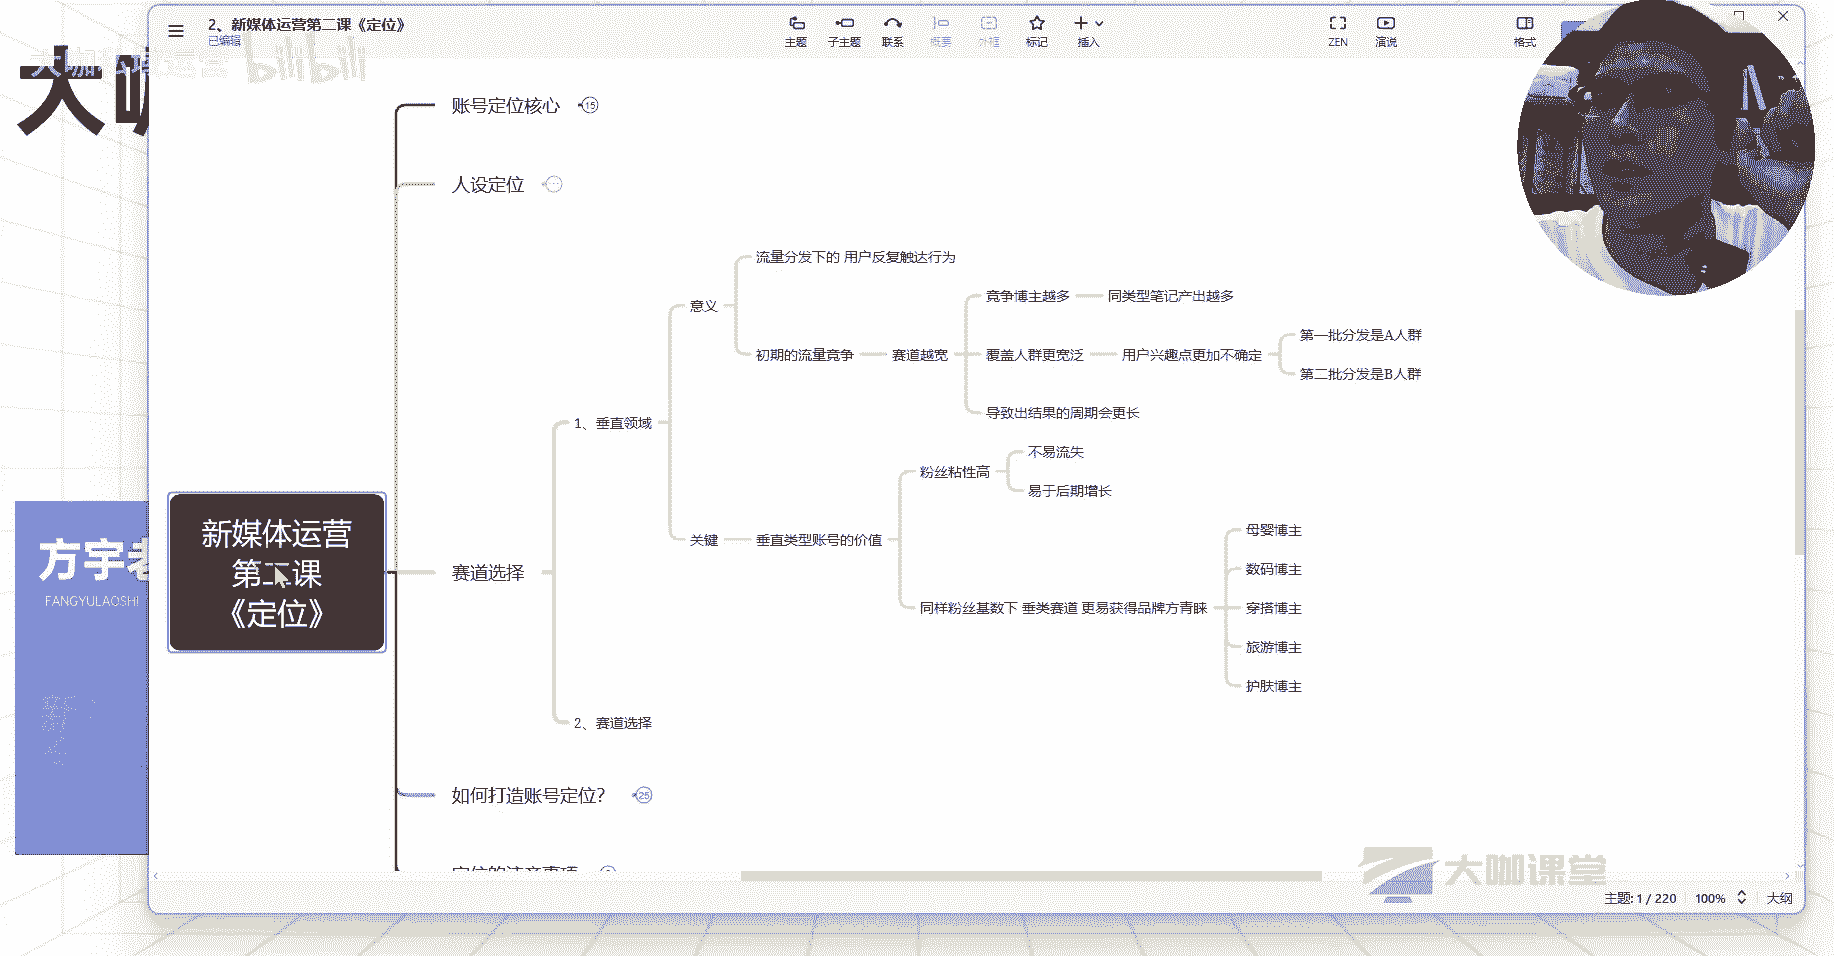 2、新媒体运营第二课《定位》
已编辑
主题
子主题
联系
概要
外框
标记
插入
ZEN
演说
格式
bilibili
大咖
账号定位核心
15
人设定位
流量分发下的 用户反复触达行为
意义
竞争博主越多
同类型笔记产出越多
初期的流量竞争
赛道越宽
覆盖人群更宽泛
用户兴趣点更加不确定
第一批分发是A人群
第二批分发是B人群
导致出结果的周期会更长
1、垂直领域
粉丝粘性高
不易流失
易于后期增长
关键
垂直类型账号的价值
同样粉丝基数下 垂类赛道 更易获得品牌方青睐
母婴博主
数码博主
穿搭博主
旅游博主
护肤博主
新媒体运营
第二课
《定位》
赛道选择
2、赛道选择
方宇老
FANGYULAOSHI
如何打造账号定位?
25
定位的注意事项
大咖课堂
主题: 1 / 220
100%
大纲